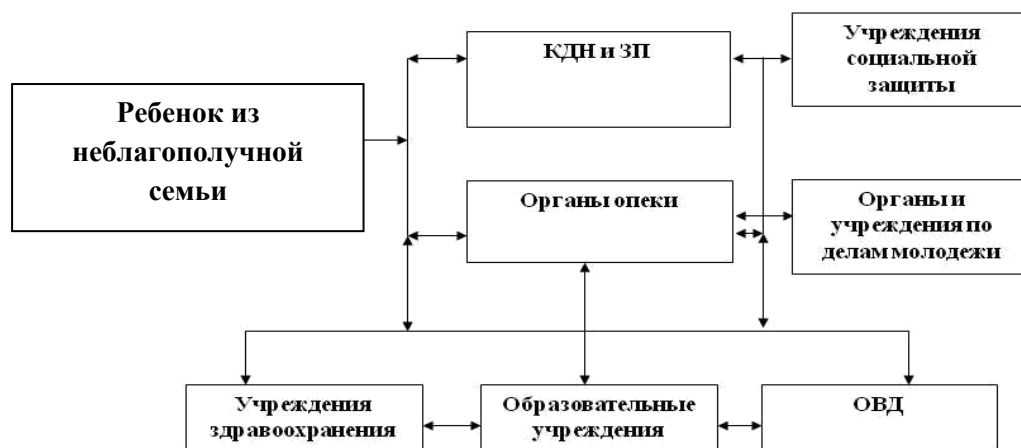 КДН и ЗП
Учреждения
социальной
защиты
Ребенок из
неблагополучной
семьи
Органы опеки
Органы и
учреждения по
делам молодежи
Учреждения
здравоохранения
Образовательные
учреждения
ОВД